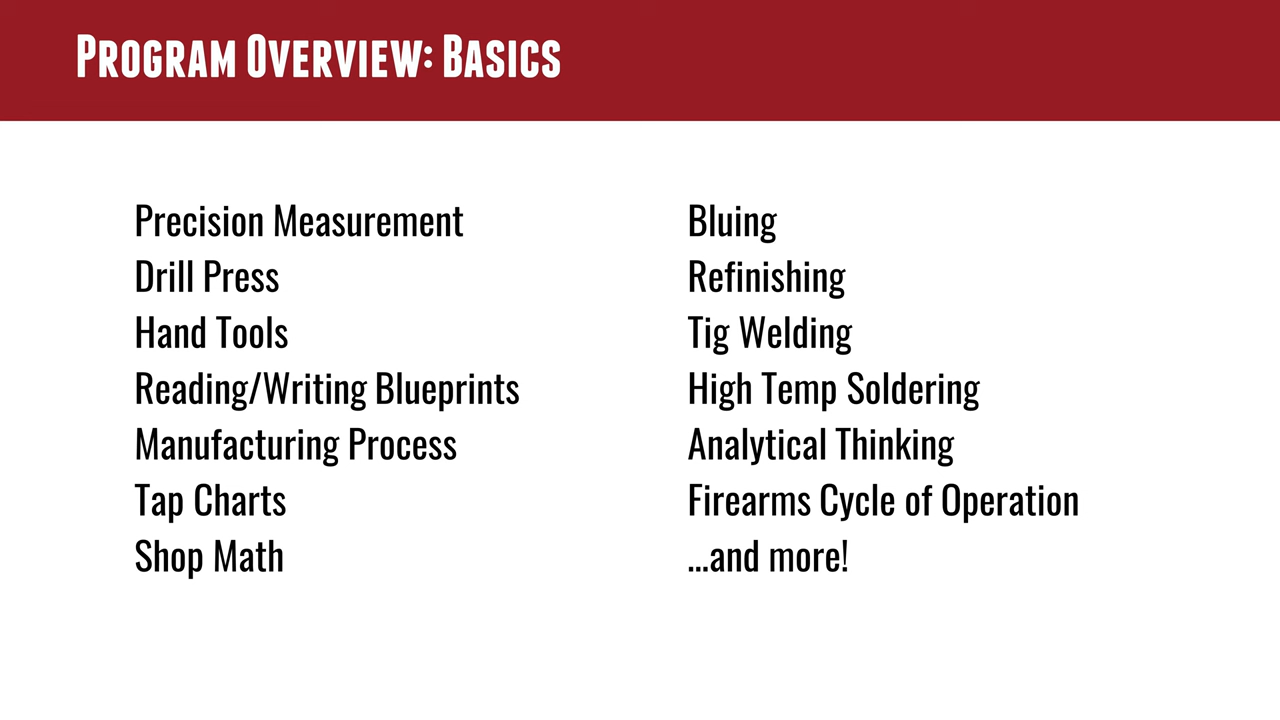 Program Overview: Basics
Precision Measurement
Drill Press
Hand Tools
Reading/Writing Blueprints
Manufacturing Process
Tap Charts
Shop Math
Bluing
Refinishing
Tig Welding
High Temp Soldering
Analytical Thinking
Firearms Cycle of Operation
...and more!